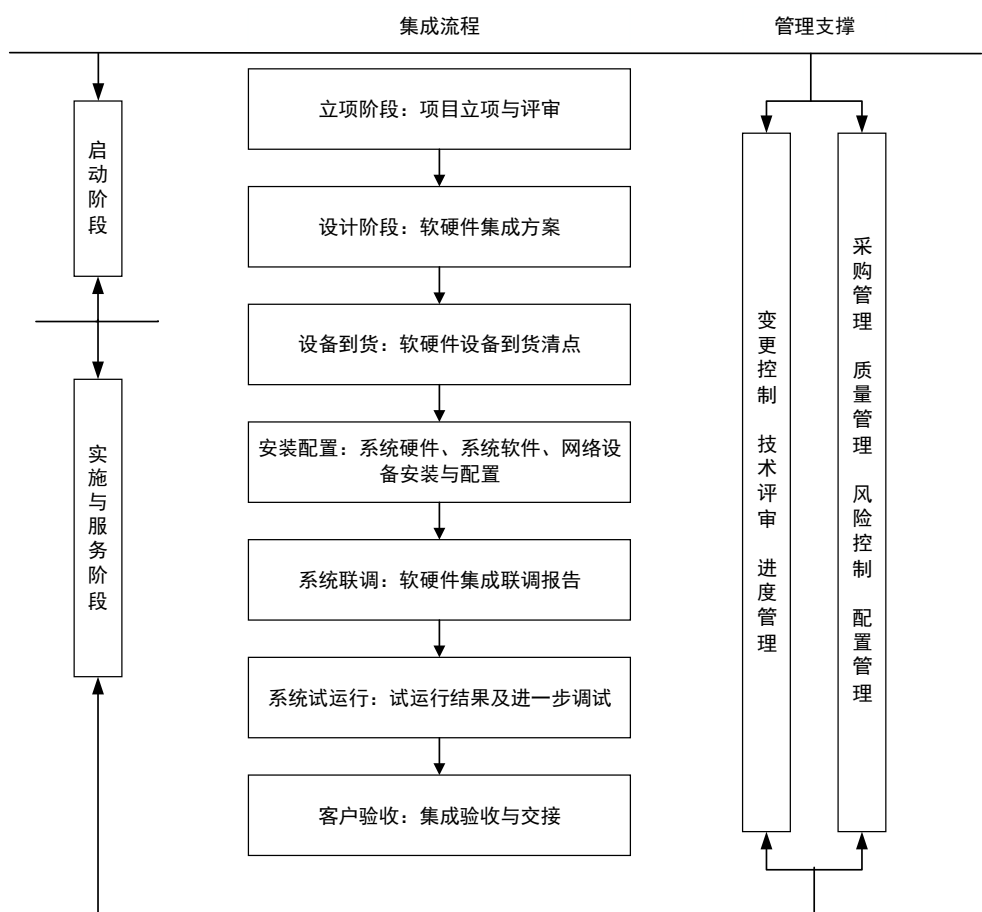 集成流程
管理支撑
启动阶段
实施与服务阶段
立项阶段：项目立项与评审
设计阶段：软硬件集成方案
设备到货：软硬件设备到货清点
安装配置：系统硬件、系统软件、网络设
备安装与配置
系统联调：软硬件集成联调报告
系统试运行：试运行结果及进一步调试
客户验收：集成验收与交接
变更控制 技术评审 进度管理
采购管理 质量管理 风险控制 配置管理